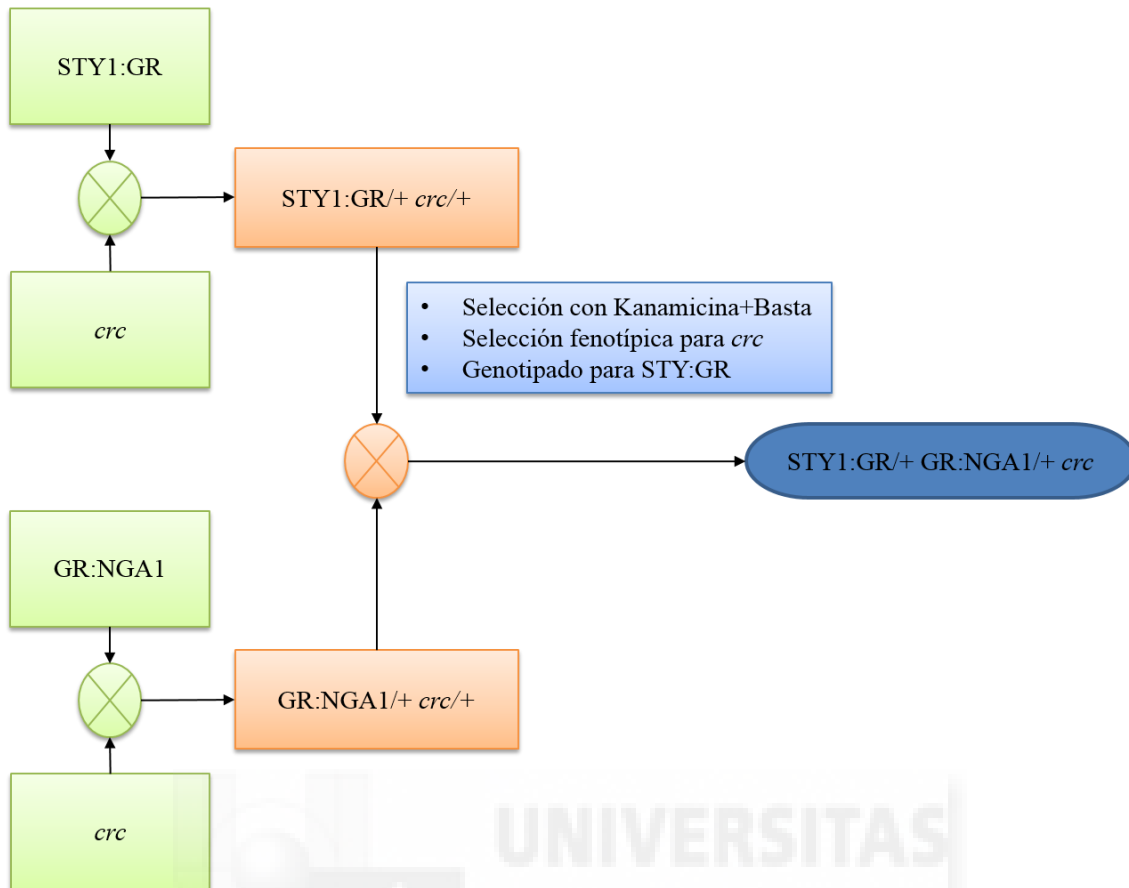 STY1:GR
STY1:GR/+ crc/+
crc
• Selección con Kanamicina+Basta
• Selección fenotípica para crc
• Genotipado para STY:GR
STY1:GR/+ GR:NGA1/+ crc
GR:NGA1
GR:NGA1/+ crc/+
crc
UNIVERSITAS